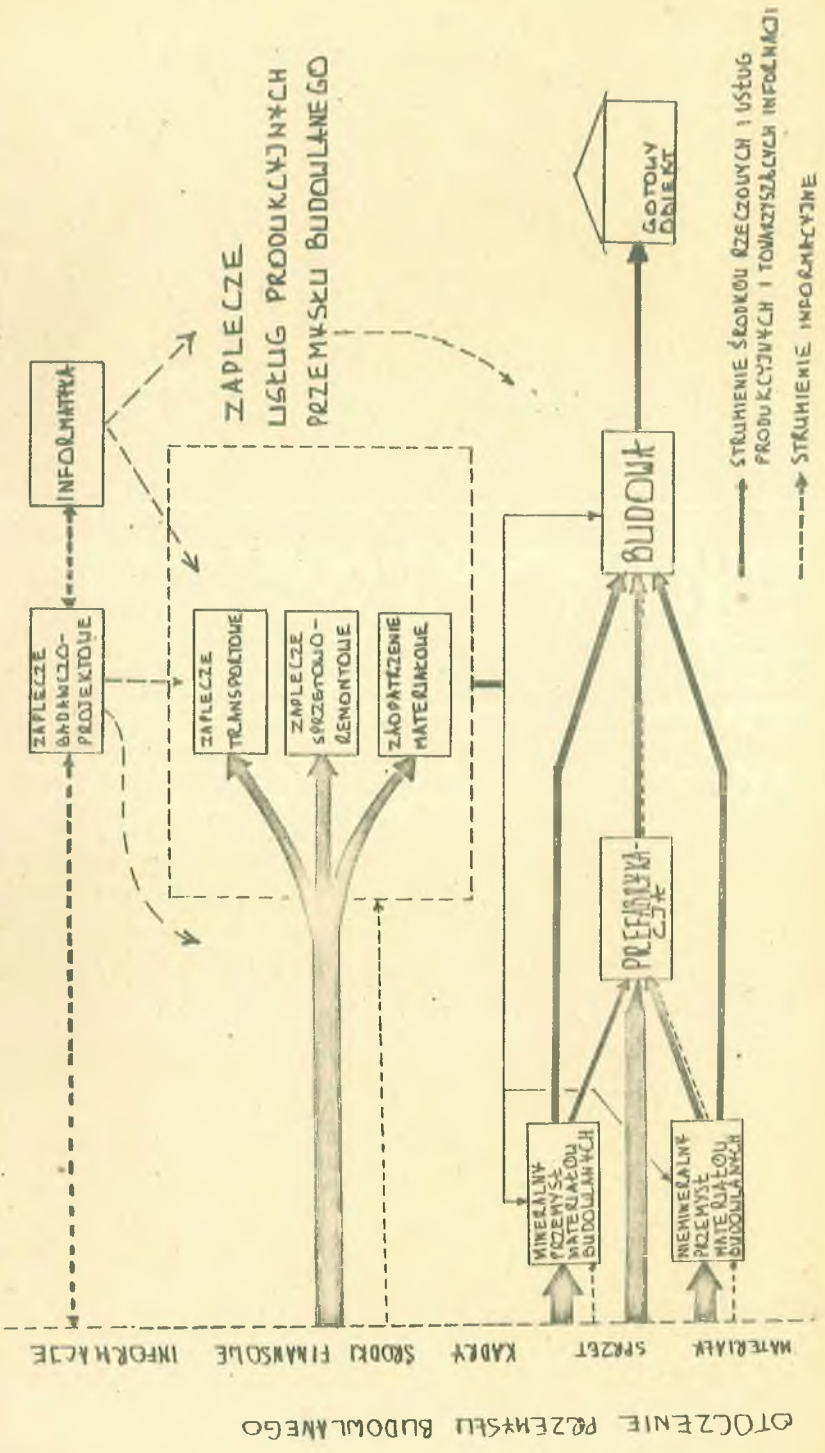 OTOCZENIE PRZEMYSŁU BUDOWLANEGO
INFORMACJE
ŚRODKI FINANSOWE
KADRY
SPRZĘT
MATERIAŁY
ZAPLECZE
BADAWCZO-
PROJEKTOWE
INFORMATYKA
ZAPLECZE
TRANSPORTOWE
ZAPLECZE
SPRZĘTOWO-
REMONTOWE
ZAOPATRZENIE
MATERIAŁOWE
ZAPLECZE
USŁUG PRODUKCYJNYCH
PRZEMYSŁU BUDOWLANEGO
MINERALNY
PRZEMYSŁ
MATERIAŁÓW
BUDOWLANYCH
NIEMINERALNY
PRZEMYSŁ
MATERIAŁÓW
BUDOWLANYCH
PREFABRYKA-
CJA
BUDOWA
GOTOWY
OBIEKT
STRUMIENIE ŚRODKÓW RZECZOWYCH I USŁUG
PRODUKCYJNYCH I TOWARZYSZĄCYCH INFORMACJI
STRUMIENIE INFORMACYJNE